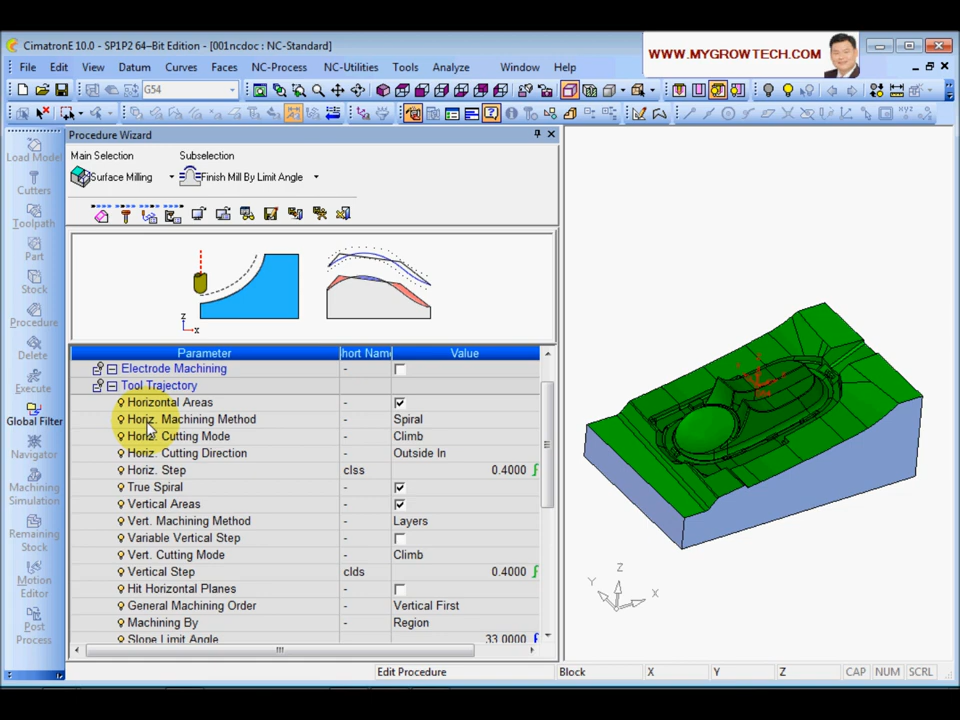 CimatronE 10.0 - SP1P2 64–Bit Edition - [001ncdoc : NC-Standard]
WWW.MYGROWTECH.COM
File Edit View Datum Curves Faces NC-Process NC-Utilities Tools Analyze Window Help
G54
Procedure Wizard
Load Model
Cutters
Toolpath
Part
Stock
Procedure
Delete
Execute
Global Filter
Navigator
Machining
Simulation
Remaining
Stock
Motion
Editor
Post
Process
Main Selection Subselection
Surface Milling Finish Mill By Limit Angle
Z
X
Parameter hort Name Value
Electrode Machining -
Tool Trajectory
Horizontal Areas -
Horiz. Machining Method - Spiral
Horiz. Cutting Mode - Climb
Horiz. Cutting Direction - Outside In
Horiz. Step clss 0.4000 f
True Spiral -
Vertical Areas -
Vert. Machining Method - Layers
Variable Vertical Step -
Vert. Cutting Mode - Climb
Vertical Step clds 0.4000 f
Hit Horizontal Planes -
General Machining Order - Vertical First
Machining By - Region
Slope Limit Angle 33.0000
G54
Z
Y
X
Edit Procedure Block X Y Z CAP NUM SCRL